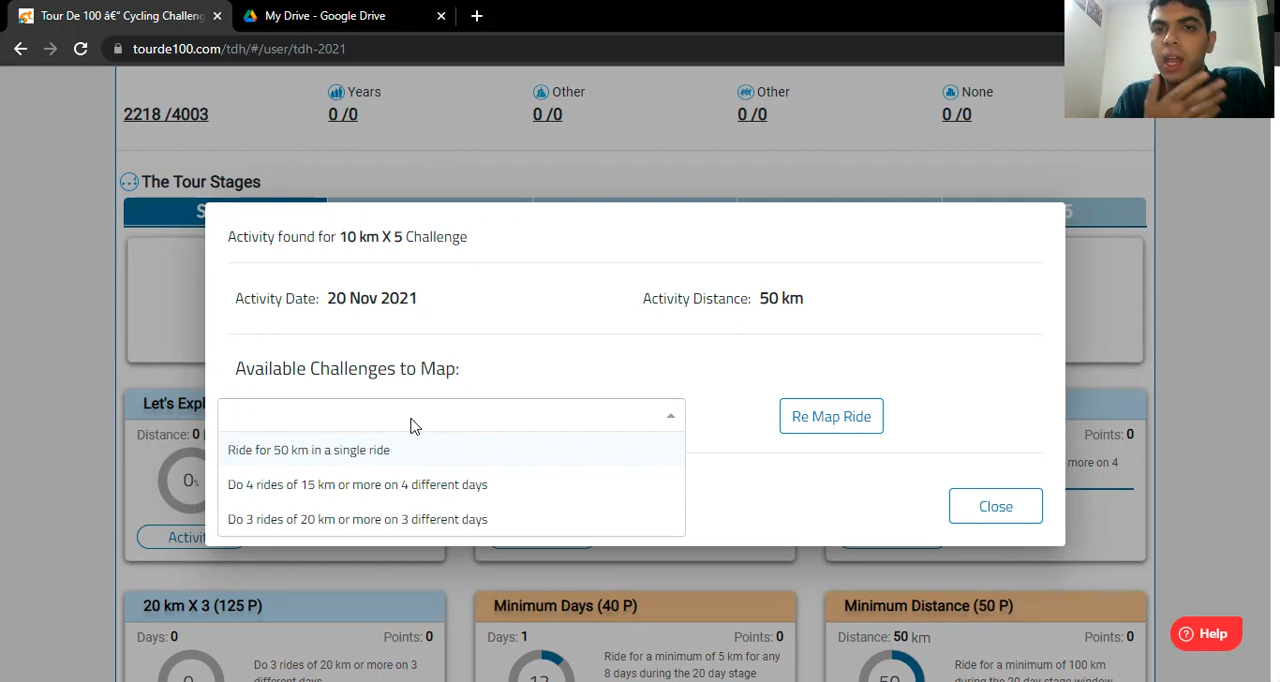 Tour De 100 â€“ Cycling Challeng
My Drive - Google Drive
tourde100.com/tdh/#/user/tdh-2021
2218 /4003
Years
0 /0
Other
0 /0
Other
0 /0
None
0 /0
The Tour Stages
S
5
Activity found for 10 km X 5 Challenge
Activity Date: 20 Nov 2021
Activity Distance: 50 km
Available Challenges to Map:
Re Map Ride
Ride for 50 km in a single ride
Do 4 rides of 15 km or more on 4 different days
Do 3 rides of 20 km or more on 3 different days
Close
Let's Expl
Distance: 0
0%
Activi
Points: 0
more on 4
20 km X 3 (125 P)
Days: 0
Points: 0
Do 3 rides of 20 km or more on 3
different days
Minimum Days (40 P)
Days: 1
Points: 0
Ride for a minimum of 5 km for any
8 days during the 20 day stage
Minimum Distance (50 P)
Distance: 50 km
Points: 0
Ride for a minimum of 100 km
during the 20 day stage window
Help